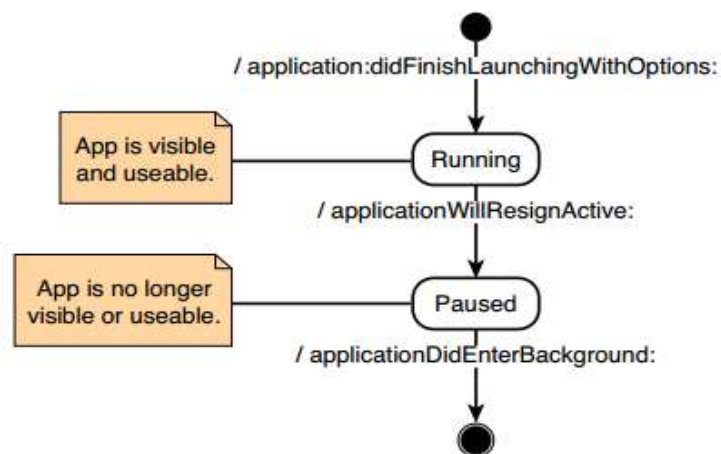 / application:didFinishLaunchingWithOptions:
App is visible
and useable.
Running
/ applicationWillResignActive:
App is no longer
visible or useable.
Paused
/ applicationDidEnterBackground: